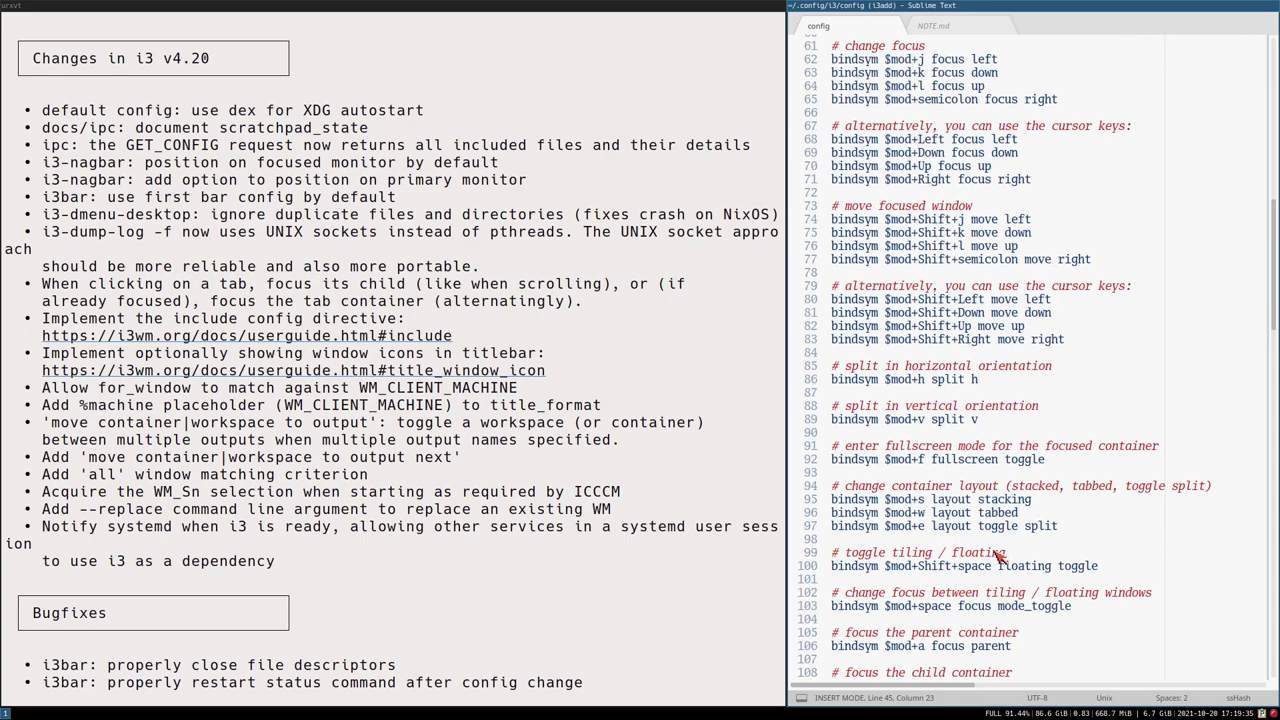 urxvt
Changes in i3 v4.20
• default config: use dex for XDG autostart
• docs/ipc: document scratchpad_state
• ipc: the GET_CONFIG request now returns all included files and their details
• i3-nagbar: position on focused monitor by default
• i3-nagbar: add option to position on primary monitor
• i3bar: use first bar config by default
• i3-dmenu-desktop: ignore duplicate files and directories (fixes crash on NixOS)
• i3-dump-log -f now uses UNIX sockets instead of pthreads. The UNIX socket appro
ach
should be more reliable and also more portable.
• When clicking on a tab, focus its child (like when scrolling), or (if
already focused), focus the tab container (alternatingly).
• Implement the include config directive:
https://i3wm.org/docs/userguide.html#include
• Implement optionally showing window icons in titlebar:
https://i3wm.org/docs/userguide.html#title_window_icon
• Allow for_window to match against WM_CLIENT_MACHINE
• Add %machine placeholder (WM_CLIENT_MACHINE) to title_format
• 'move container|workspace to output': toggle a workspace (or container)
between multiple outputs when multiple output names specified.
• Add 'move container|workspace to output next'
• Add 'all' window matching criterion
• Acquire the WM_Sn selection when starting as required by ICCCM
• Add --replace command line argument to replace an existing WM
• Notify systemd when i3 is ready, allowing other services in a systemd user sess
ion
to use i3 as a dependency
Bugfixes
• i3bar: properly close file descriptors
• i3bar: properly restart status command after config change
~/.config/i3/config (i3add) - Sublime Text
config NOTE.md
61 # change focus
62 bindsym $mod+j focus left
63 bindsym $mod+k focus down
64 bindsym $mod+l focus up
65 bindsym $mod+semicolon focus right
66
67 # alternatively, you can use the cursor keys:
68 bindsym $mod+Left focus left
69 bindsym $mod+Down focus down
70 bindsym $mod+Up focus up
71 bindsym $mod+Right focus right
72
73 # move focused window
74 bindsym $mod+Shift+j move left
75 bindsym $mod+Shift+k move down
76 bindsym $mod+Shift+l move up
77 bindsym $mod+Shift+semicolon move right
78
79 # alternatively, you can use the cursor keys:
80 bindsym $mod+Shift+Left move left
81 bindsym $mod+Shift+Down move down
82 bindsym $mod+Shift+Up move up
83 bindsym $mod+Shift+Right move right
84
85 # split in horizontal orientation
86 bindsym $mod+h split h
87
88 # split in vertical orientation
89 bindsym $mod+v split v
90
91 # enter fullscreen mode for the focused container
92 bindsym $mod+f fullscreen toggle
93
94 # change container layout (stacked, tabbed, toggle split)
95 bindsym $mod+s layout stacking
96 bindsym $mod+w layout tabbed
97 bindsym $mod+e layout toggle split
98
99 # toggle tiling / floating
100 bindsym $mod+Shift+space floating toggle
101
102 # change focus between tiling / floating windows
103 bindsym $mod+space focus mode_toggle
104
105 # focus the parent container
106 bindsym $mod+a focus parent
107
108 # focus the child container
INSERT MODE, Line 45, Column 23 UTF-8 Unix Spaces: 2 ssHash
1 FULL 91.44% | 86.6 GiB | 0.83 | 668.7 MiB | 6.7 GiB | 2021-10-20 17:19:35